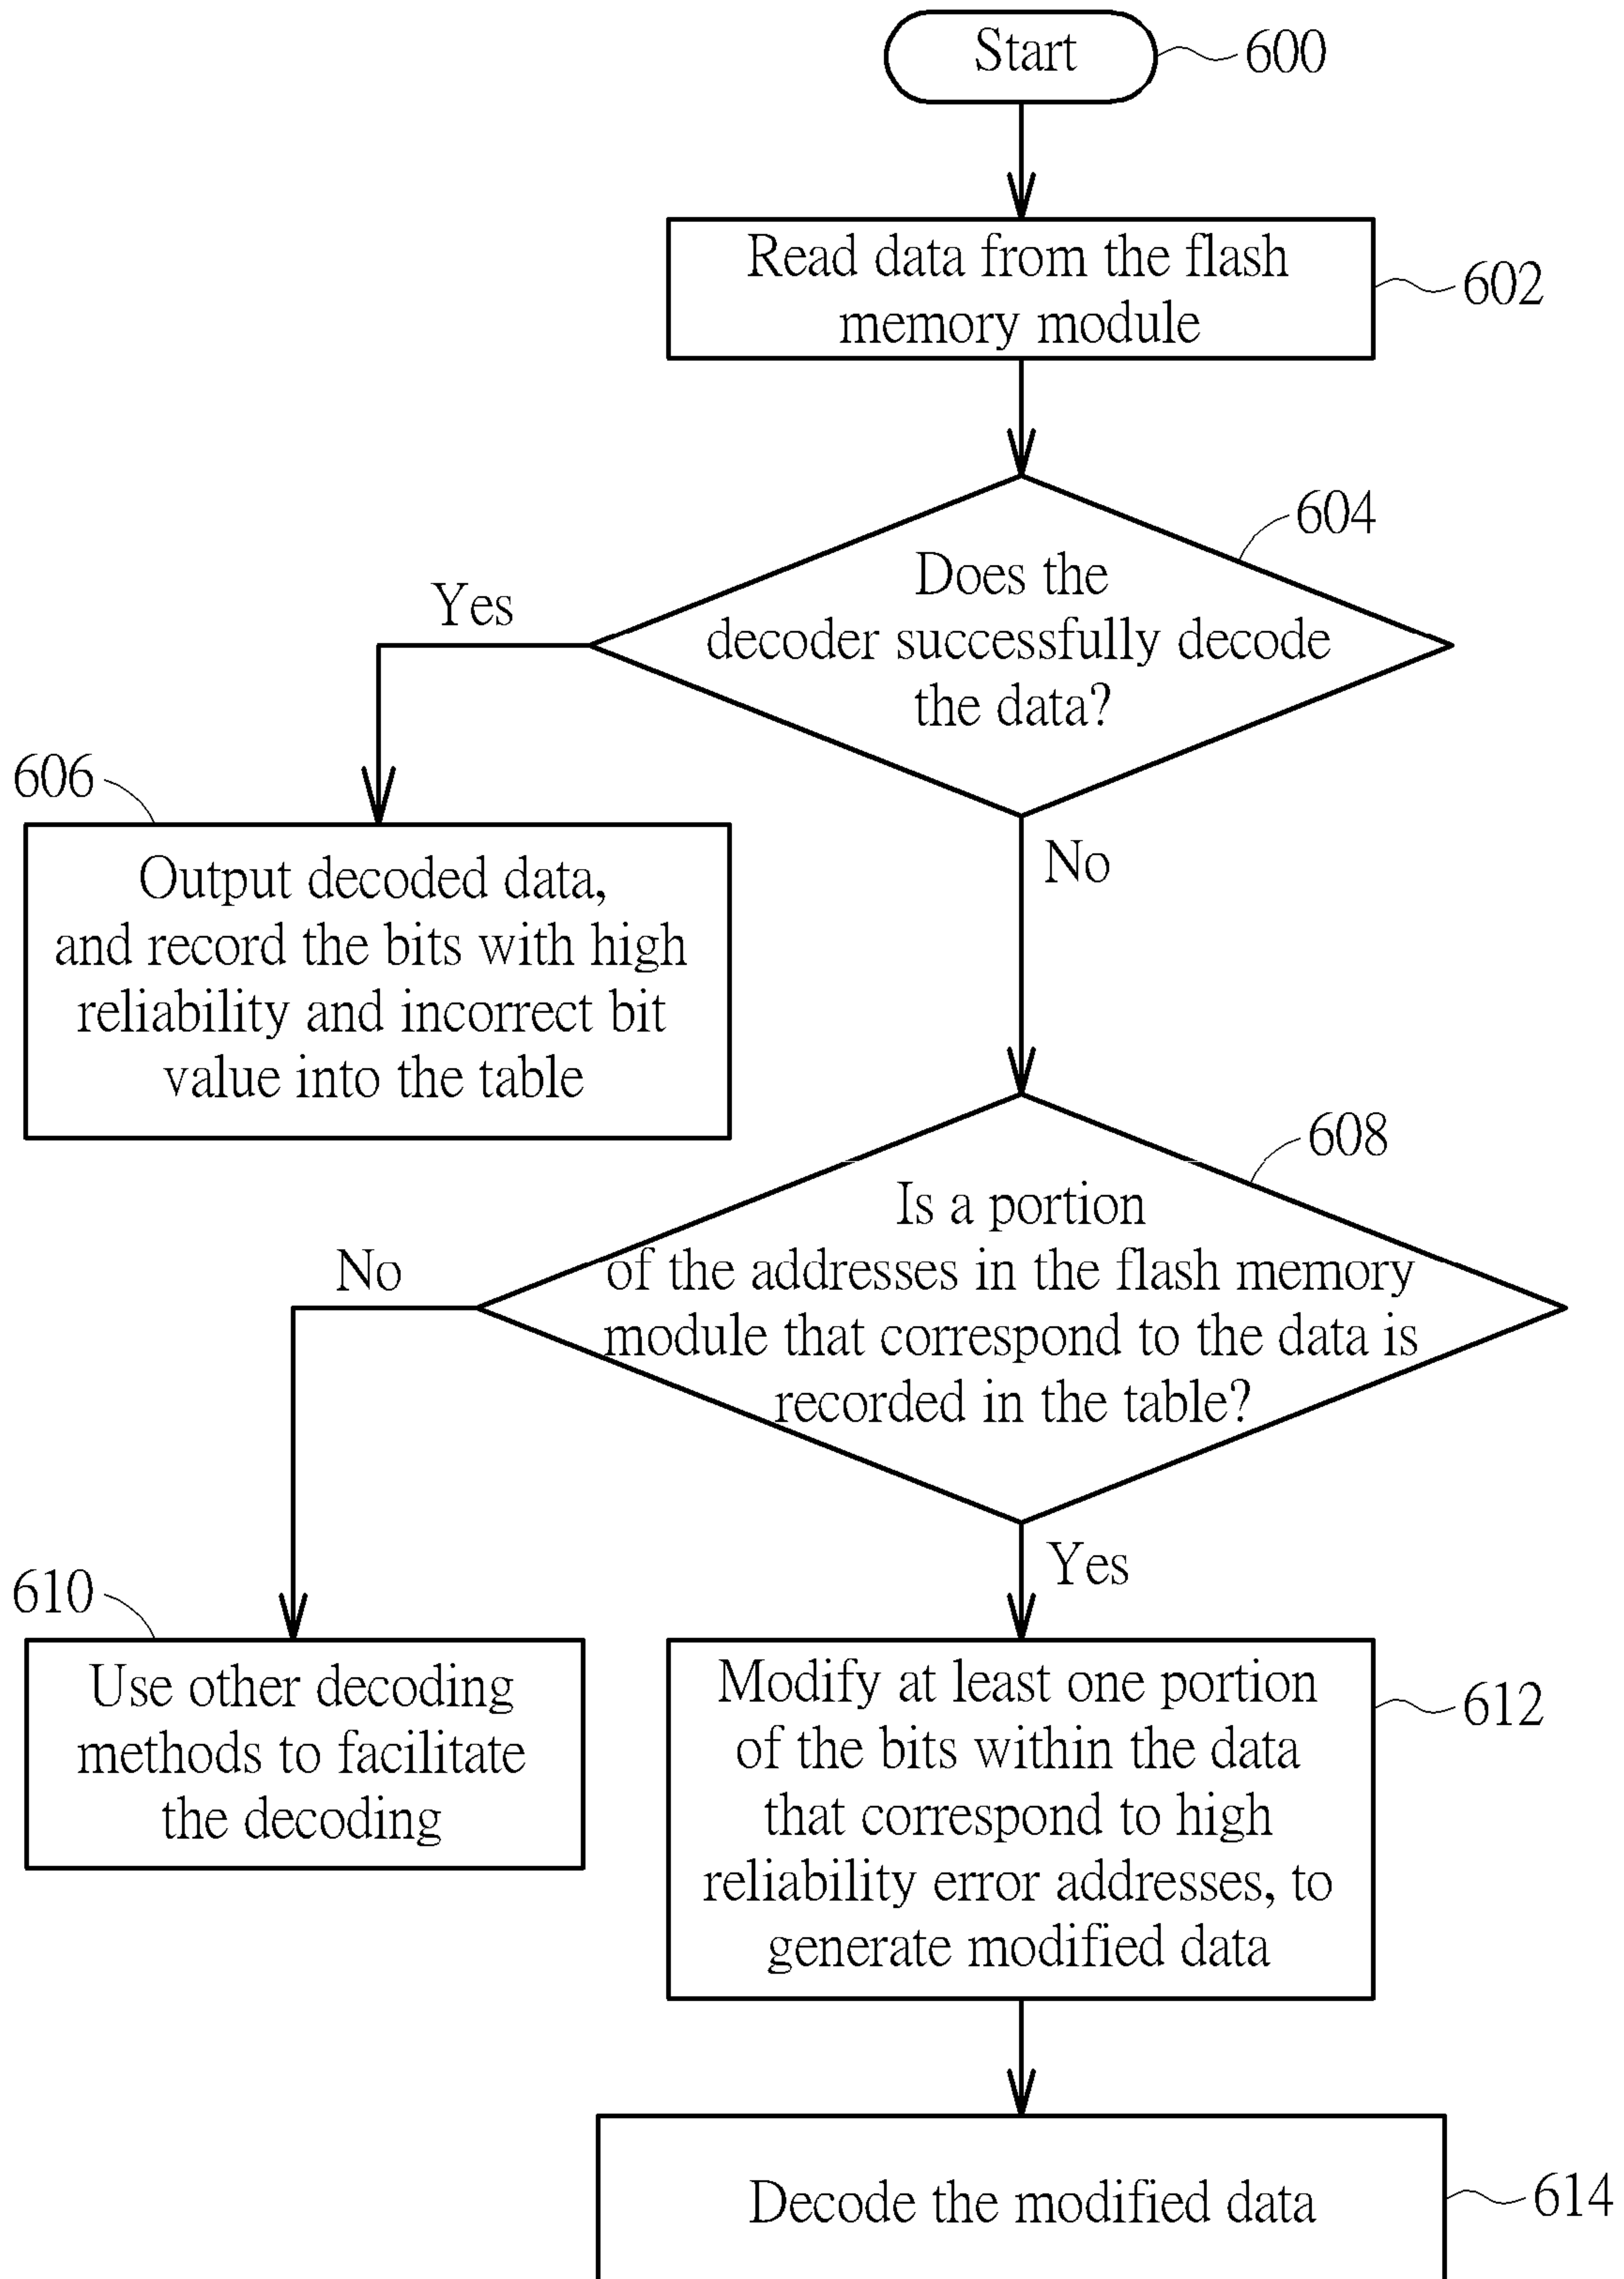 Start
600
Read data from the flash
memory module
602
604
Does the
decoder successfully decode
the data?
Yes
No
606
Output decoded data,
and record the bits with high
reliability and incorrect bit
value into the table
608
Is a portion
of the addresses in the flash memory
module that correspond to the data is
recorded in the table?
No
Yes
610
Use other decoding
methods to facilitate
the decoding
Modify at least one portion
of the bits within the data
that correspond to high
reliability error addresses, to
generate modified data
612
Decode the modified data
614